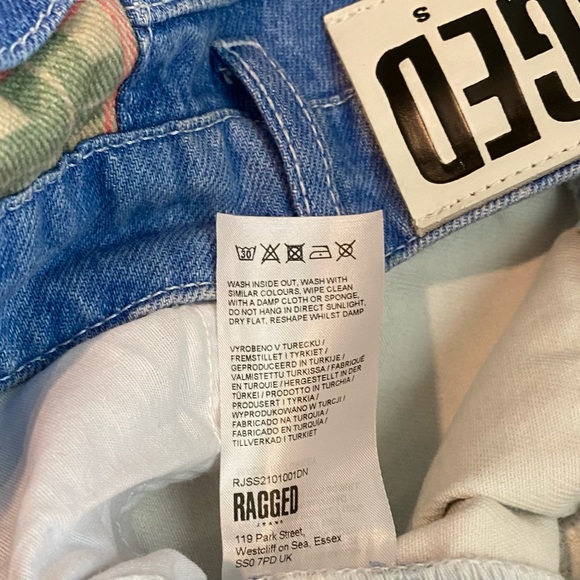 S
GED
30
WASH INSIDE OUT, WASH WITH
SIMILAR COLOURS, WIPE CLEAN
WITH A DAMP CLOTH OR SPONGE,
DO NOT HANG IN DIRECT SUNLIGHT,
DRY FLAT, RESHAPE WHILST DAMP
VYROBENO V TURECKU /
FREMSTILLET I TYRKIET /
GEPRODUCEERD IN TURKIJE /
VALMISTETTU TURKISSA / FABRIQUÉ
EN TURQUIE / HERGESTELLT IN DER
TÜRKEI / PRODOTTO IN TURCHIA /
PRODUSERT I TYRKIA /
WYPRODUKOWANO W TURCJI /
FABRICADO NA TURQUIA /
FABRICADO EN TURQUÍA /
TILLVERKAD I TURKIET
RJSS2101001DN
RAGGED
JEANS
119 Park Street,
Westcliff on Sea, Essex
SS0 7PD UK